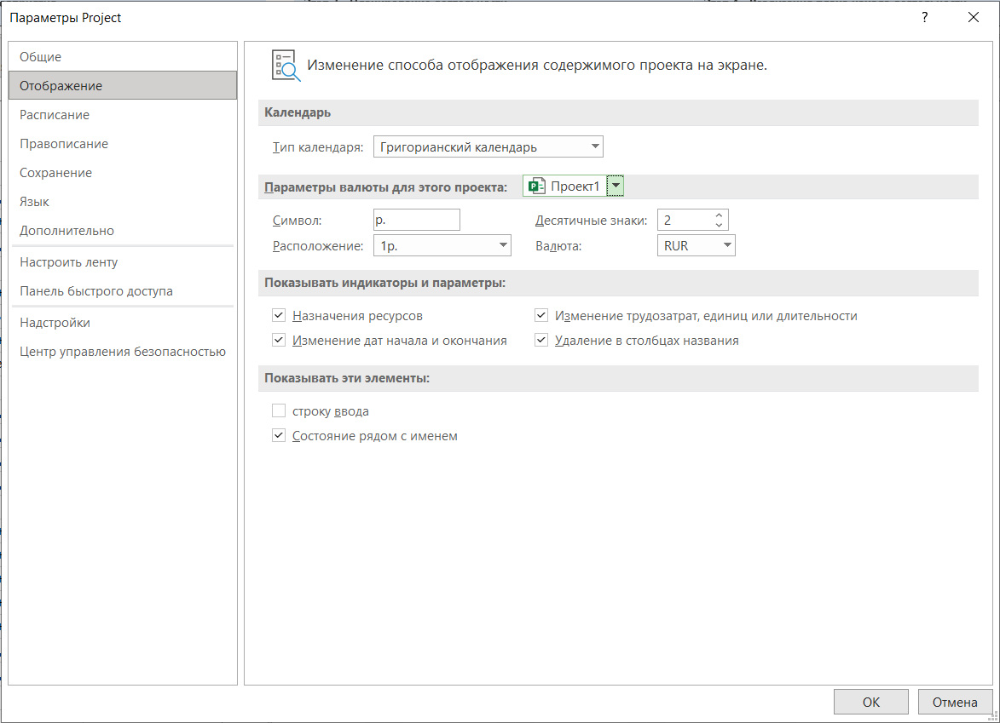 Параметры Project
?
Общие
Отображение
Расписание
Правописание
Сохранение
Язык
Дополнительно
Настроить ленту
Панель быстрого доступа
Надстройки
Центр управления безопасностью
Изменение способа отображения содержимого проекта на экране.
Календарь
Тип календаря: Григорианский календарь
Параметры валюты для этого проекта: Проект1
Символ: р. Десятичные знаки: 2
Расположение: 1р. Валюта: RUR
Показывать индикаторы и параметры:
Назначения ресурсов Изменение трудозатрат, единиц или длительности
Изменение дат начала и окончания Удаление в столбцах названия
Показывать эти элементы:
строку ввода
Состояние рядом с именем
ОК Отмена